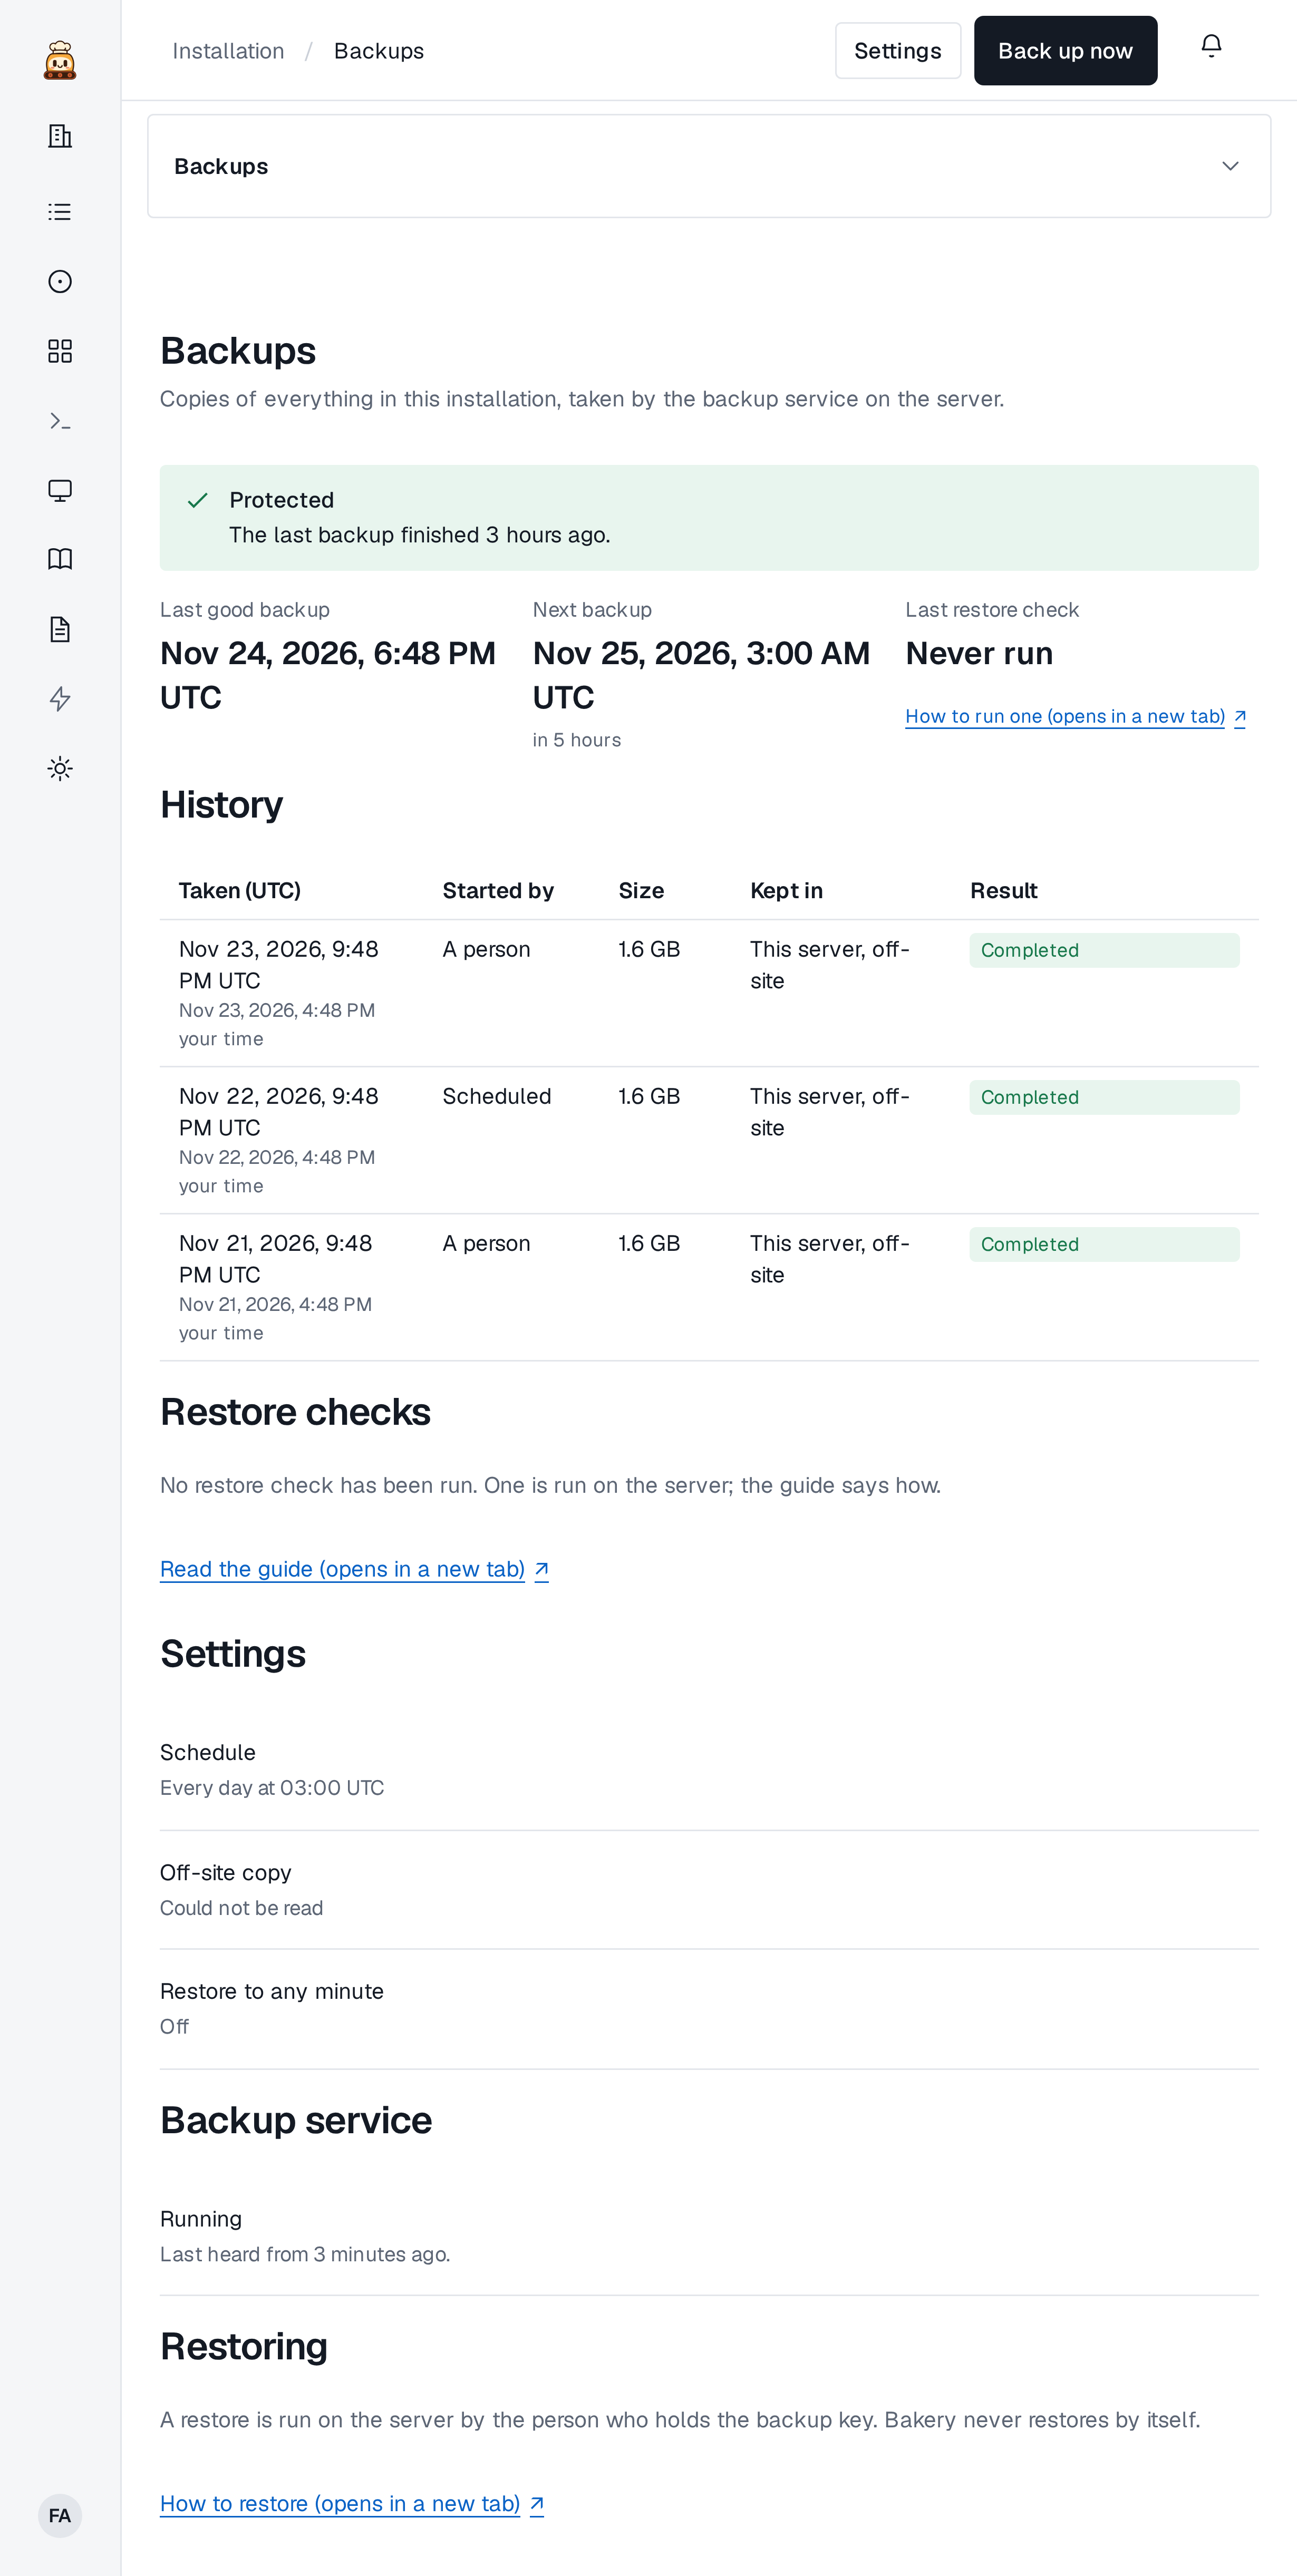 Installation / Backups
Settings
Back up now
Backups
Backups
Copies of everything in this installation, taken by the backup service on the server.
Protected
The last backup finished 3 hours ago.
Last good backup
Nov 24, 2026, 6:48 PM
UTC
Next backup
Nov 25, 2026, 3:00 AM
UTC
in 5 hours
Last restore check
Never run
How to run one (opens in a new tab)
History
Taken (UTC) Started by Size Kept in Result
Nov 23, 2026, 9:48 A person 1.6 GB This server, off- Completed
PM UTC site
Nov 23, 2026, 4:48 PM
your time
Nov 22, 2026, 9:48 Scheduled 1.6 GB This server, off- Completed
PM UTC site
Nov 22, 2026, 4:48 PM
your time
Nov 21, 2026, 9:48 A person 1.6 GB This server, off- Completed
PM UTC site
Nov 21, 2026, 4:48 PM
your time
Restore checks
No restore check has been run. One is run on the server; the guide says how.
Read the guide (opens in a new tab)
Settings
Schedule
Every day at 03:00 UTC
Off-site copy
Could not be read
Restore to any minute
Off
Backup service
Running
Last heard from 3 minutes ago.
Restoring
A restore is run on the server by the person who holds the backup key. Bakery never restores by itself.
How to restore (opens in a new tab)
FA